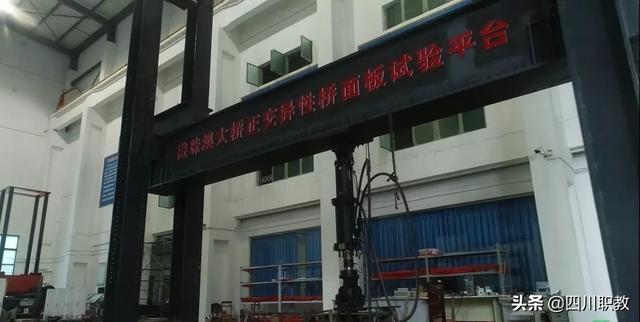 港珠澳大桥正交异性桥面板试验平台
头条 @四川职教